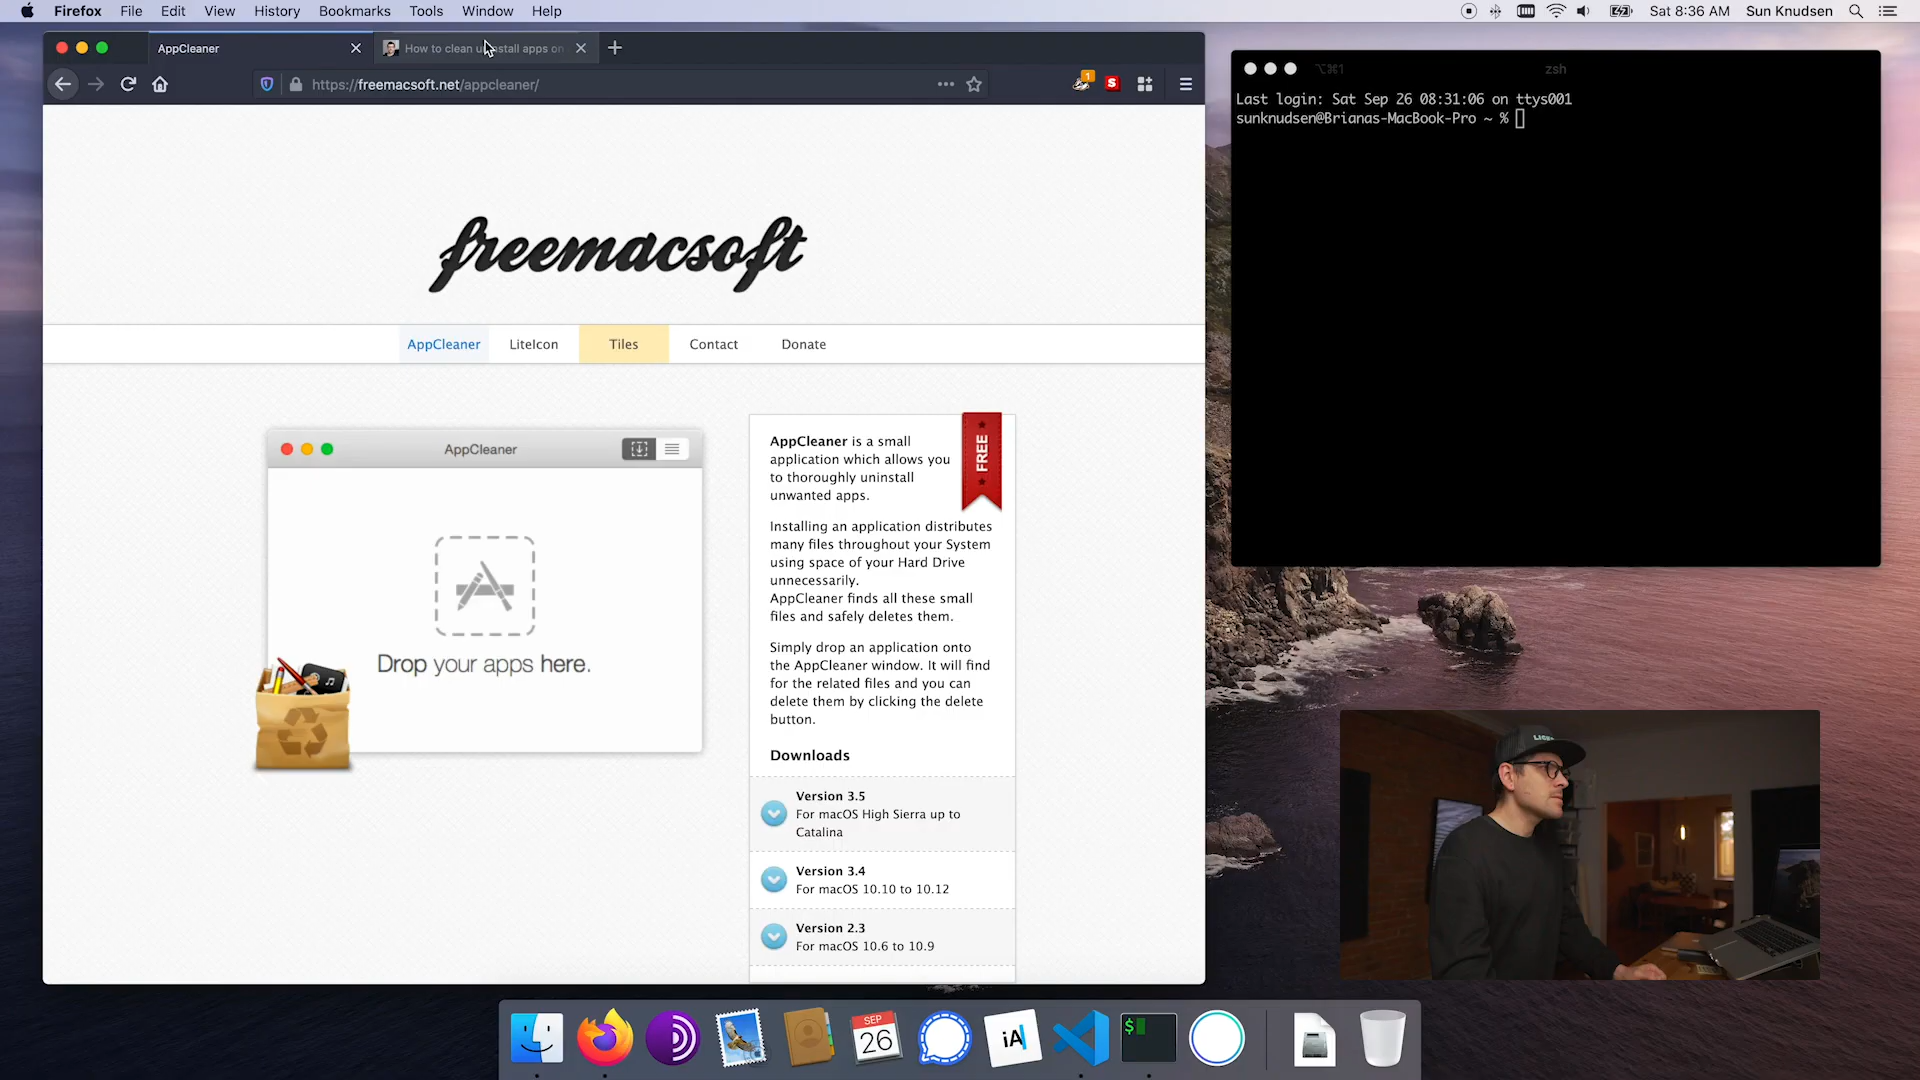 Firefox File Edit View History Bookmarks Tools Window Help
Sat 8:36 AM Sun Knudsen
AppCleaner
How to clean uninstall apps on
https://freemacsoft.net/appcleaner/
1
S
freemacsoft
AppCleaner LiteIcon Tiles Contact Donate
AppCleaner
Drop your apps here.
FREE
AppCleaner is a small
application which allows you
to thoroughly uninstall
unwanted apps.
Installing an application distributes
many files throughout your System
using space of your Hard Drive
unnecessarily.
AppCleaner finds all these small
files and safely deletes them.
Simply drop an application onto
the AppCleaner window. It will find
for the related files and you can
delete them by clicking the delete
button.
Downloads
Version 3.5
For macOS High Sierra up to
Catalina
Version 3.4
For macOS 10.10 to 10.12
Version 2.3
For macOS 10.6 to 10.9
⌥⌘1 zsh
Last login: Sat Sep 26 08:31:06 on ttys001
sunknudsen@Brianas-MacBook-Pro ~ %
SEP
26
iA
$